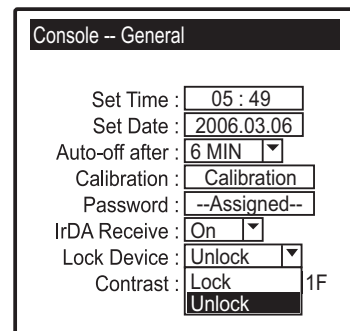 Console -- General
Set Time : 05 : 49
Set Date : 2006.03.06
Auto-off after : 6 MIN
Calibration : Calibration
Password : --Assigned--
IrDA Receive : On
Lock Device : Unlock
Contrast : Lock 1F
Unlock